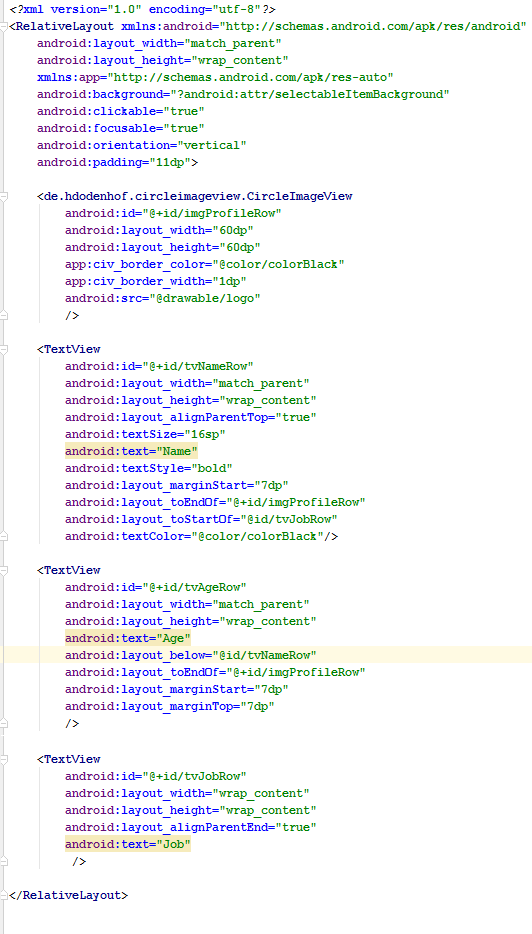 <?xml version="1.0" encoding="utf-8"?>
<RelativeLayout xmlns:android="http://schemas.android.com/apk/res/android"
    android:layout_width="match_parent"
    android:layout_height="wrap_content"
    xmlns:app="http://schemas.android.com/apk/res-auto"
    android:background="?android:attr/selectableItemBackground"
    android:clickable="true"
    android:focusable="true"
    android:orientation="vertical"
    android:padding="11dp">

    <de.hdodenhof.circleimageview.CircleImageView
        android:id="@+id/imgProfileRow"
        android:layout_width="60dp"
        android:layout_height="60dp"
        app:civ_border_color="@color/colorBlack"
        app:civ_border_width="1dp"
        android:src="@drawable/logo"
        />

    <TextView
        android:id="@+id/tvNameRow"
        android:layout_width="match_parent"
        android:layout_height="wrap_content"
        android:layout_alignParentTop="true"
        android:textSize="16sp"
        android:text="Name"
        android:textStyle="bold"
        android:layout_marginStart="7dp"
        android:layout_toEndOf="@+id/imgProfileRow"
        android:layout_toStartOf="@id/tvJobRow"
        android:textColor="@color/colorBlack"/>

    <TextView
        android:id="@+id/tvAgeRow"
        android:layout_width="match_parent"
        android:layout_height="wrap_content"
        android:text="Age"
        android:layout_below="@id/tvNameRow"
        android:layout_toEndOf="@+id/imgProfileRow"
        android:layout_marginStart="7dp"
        android:layout_marginTop="7dp"
        />

    <TextView
        android:id="@+id/tvJobRow"
        android:layout_width="wrap_content"
        android:layout_height="wrap_content"
        android:layout_alignParentEnd="true"
        android:text="Job"
         />

</RelativeLayout>